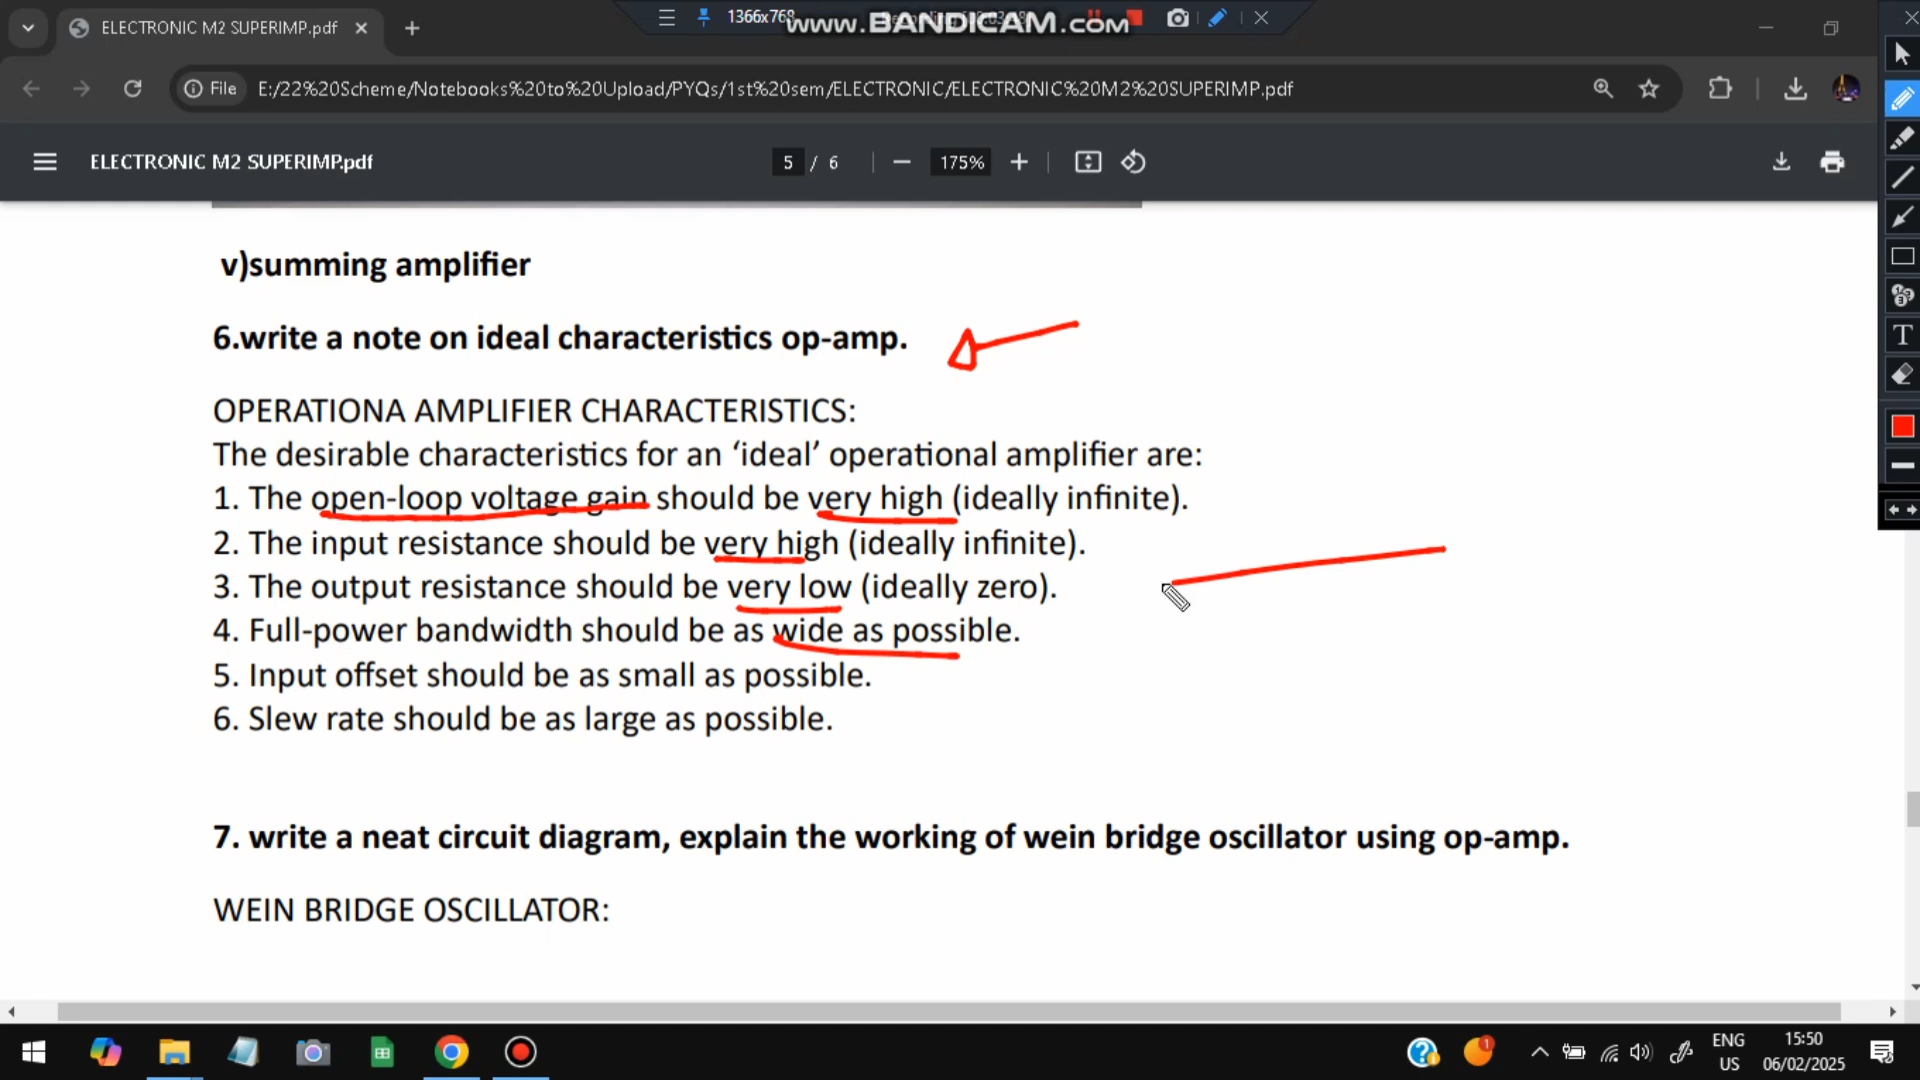 ELECTRONIC M2 SUPERIMP.pdf
1366x768
www.BANDICAM.com
File
E:/22%20Scheme/Notebooks%20to%20Upload/PYQs/1st%20sem/ELECTRONIC/ELECTRONIC%20M2%20SUPERIMP.pdf
ELECTRONIC M2 SUPERIMP.pdf
5 / 6
175%
v)summing amplifier
6.write a note on ideal characteristics op-amp.
OPERATIONA AMPLIFIER CHARACTERISTICS:
The desirable characteristics for an ‘ideal’ operational amplifier are:
1. The open-loop voltage gain should be very high (ideally infinite).
2. The input resistance should be very high (ideally infinite).
3. The output resistance should be very low (ideally zero).
4. Full-power bandwidth should be as wide as possible.
5. Input offset should be as small as possible.
6. Slew rate should be as large as possible.
7. write a neat circuit diagram, explain the working of wein bridge oscillator using op-amp.
WEIN BRIDGE OSCILLATOR:
ENG
US
15:50
06/02/2025